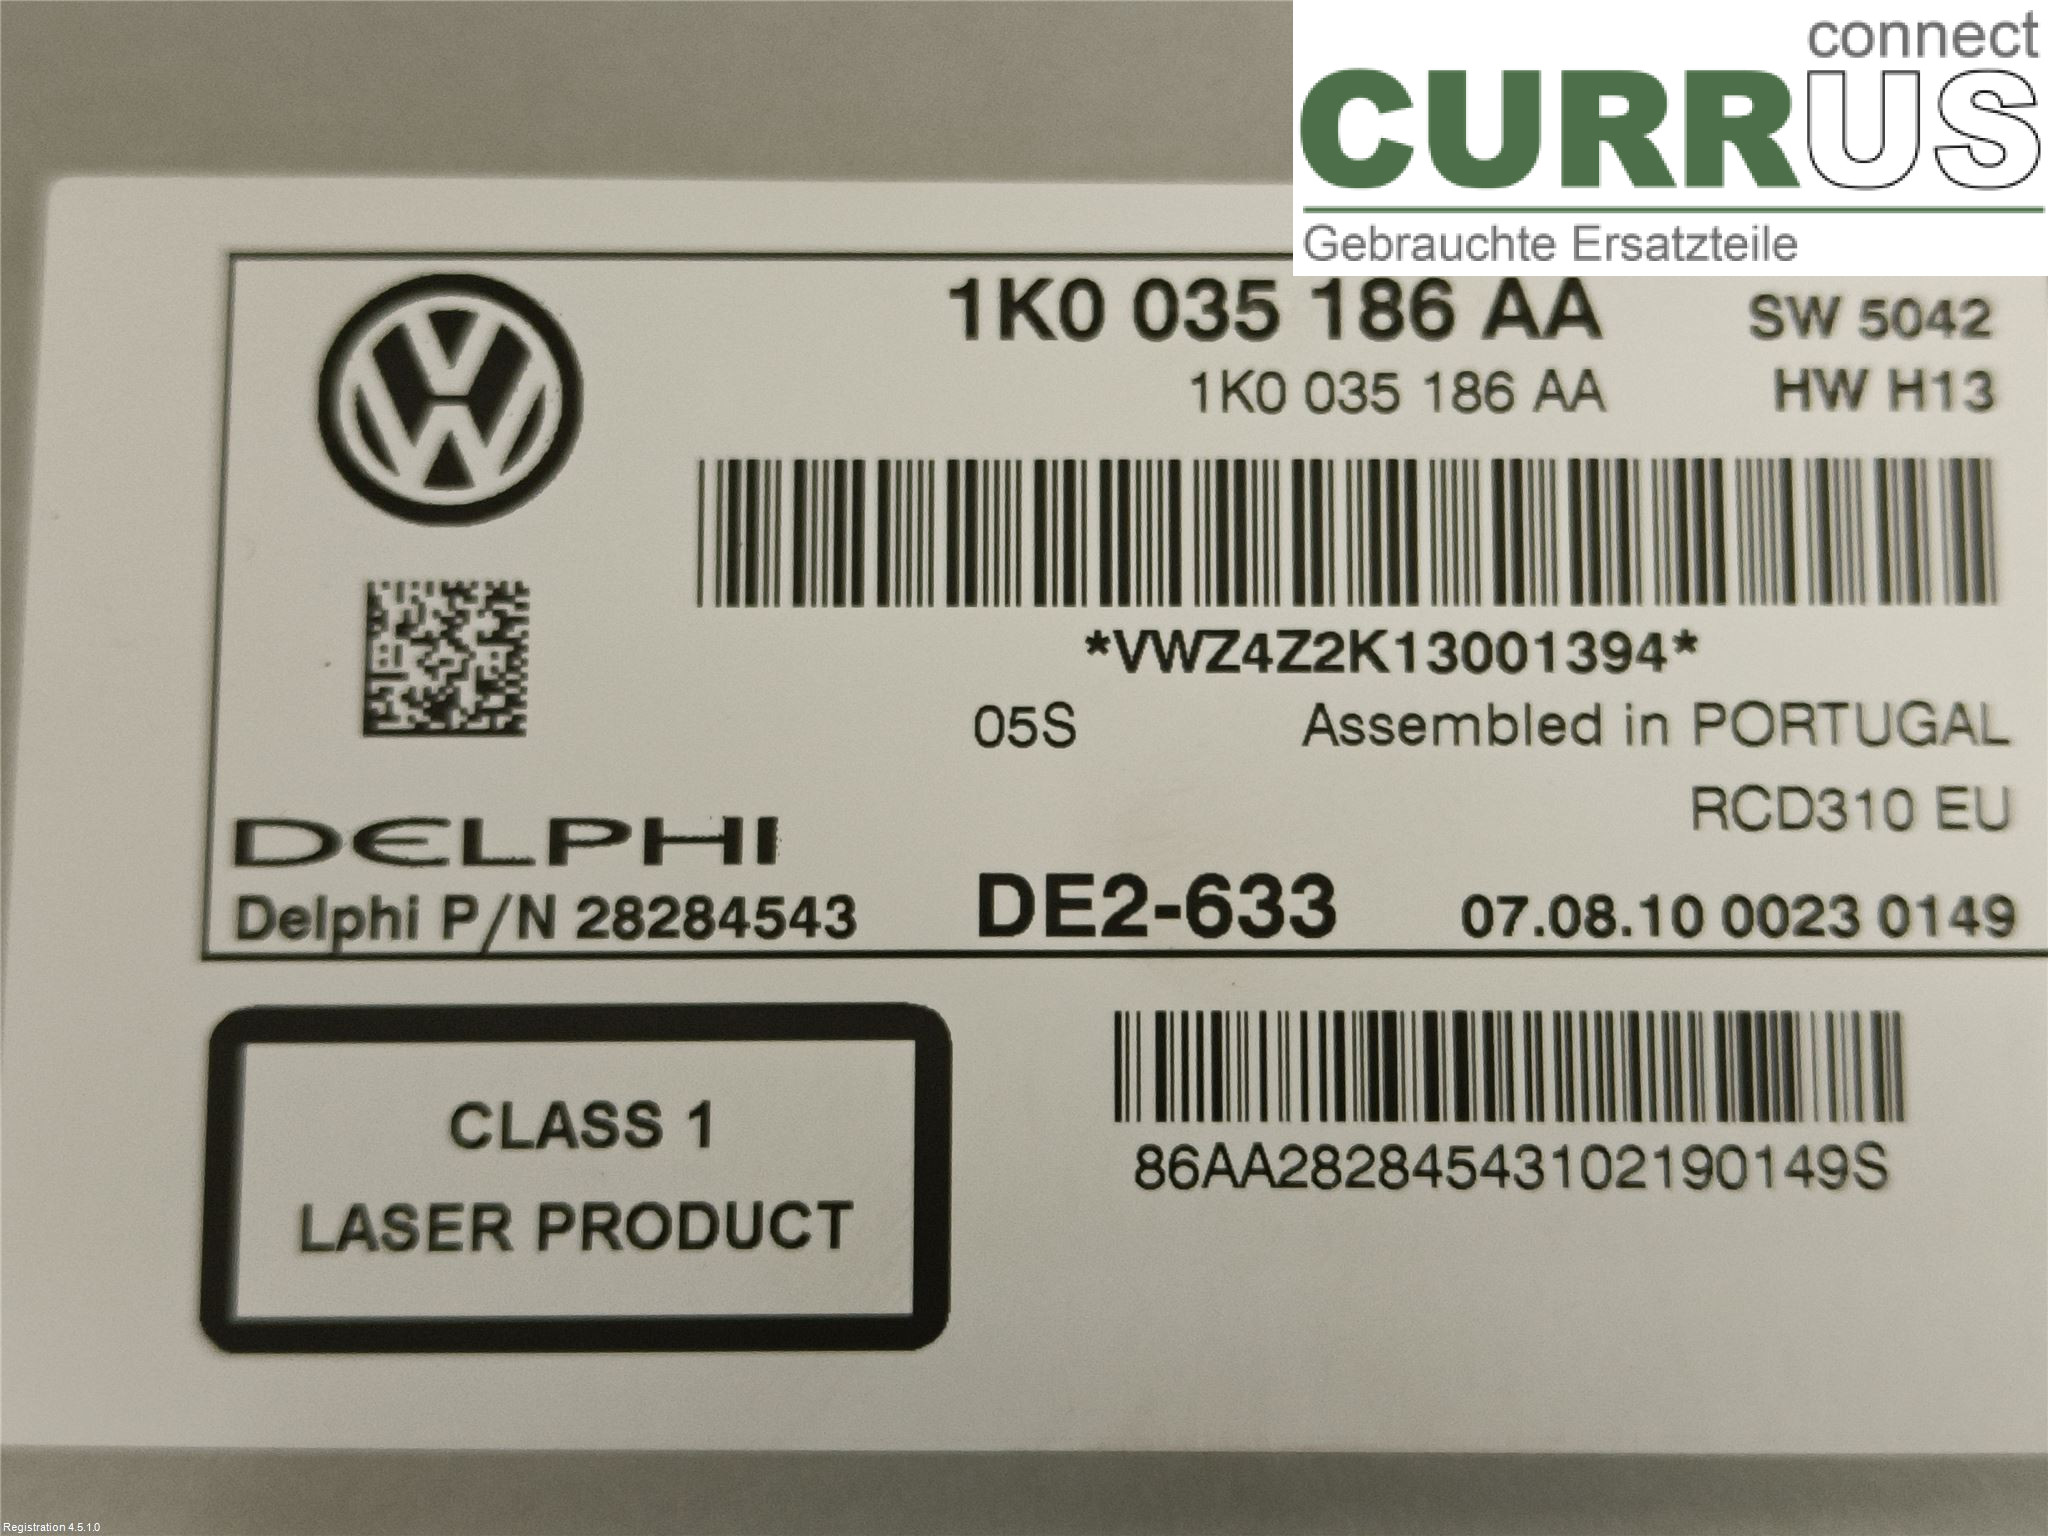 connect
CURRUS
Gebrauchte Ersatzteile
1K0 035 186 AA SW 5042
1K0 035 186 AA HW H13
*VWZ4Z2K13001394*
05S Assembled in PORTUGAL
RCD310 EU
DELPHI
Delphi P/N 28284543 DE2-633 07.08.10 0023 0149
CLASS 1
LASER PRODUCT
86AA28284543102190149S
Registration 4.5.1.0